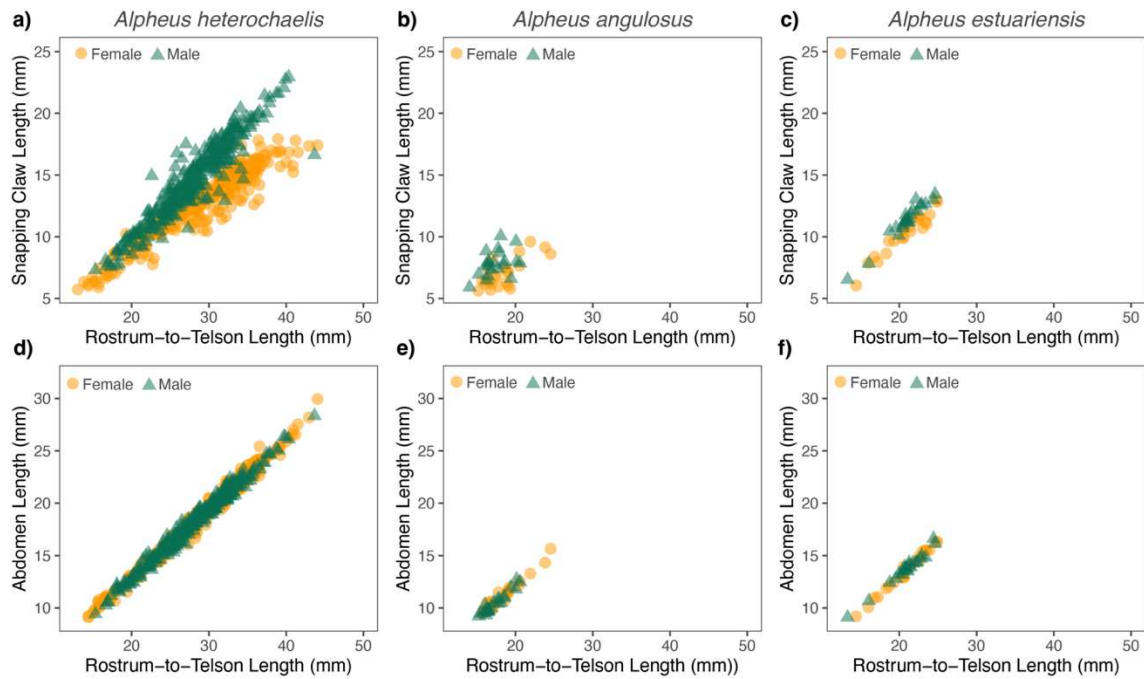 a) Alpheus heterochaelis b) Alpheus angulosus c) Alpheus estuariensis
Female Male Female Male Female Male
25 25 25
20 20 20
15 15 15
10 10 10
5 5 5
Snapping Claw Length (mm) Snapping Claw Length (mm) Snapping Claw Length (mm)
20 30 40 50 20 30 40 50 20 30 40 50
Rostrum-to-Telson Length (mm) Rostrum-to-Telson Length (mm) Rostrum-to-Telson Length (mm)
d) e) f)
Female Male Female Male Female Male
30 30 30
25 25 25
20 20 20
15 15 15
10 10 10
Abdomen Length (mm) Abdomen Length (mm) Abdomen Length (mm)
20 30 40 50 20 30 40 50 20 30 40 50
Rostrum-to-Telson Length (mm) Rostrum-to-Telson Length (mm)) Rostrum-to-Telson Length (mm)